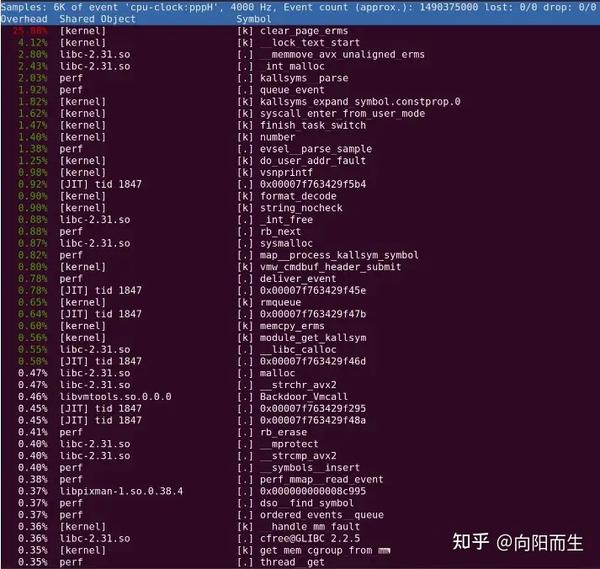 Samples: 6K of event 'cpu-clock:pppH', 4000 Hz, Event count (approx.): 1490375000 lost: 0/0 drop: 0/0
Overhead  Shared Object  Symbol
25.88%  [kernel]  [k] clear_page_erms
4.12%  [kernel]  [k] __lock_text_start
2.80%  libc-2.31.so  [.] __memmove_avx_unaligned_erms
2.43%  libc-2.31.so  [.] _int_malloc
2.03%  perf  [.] kallsyms__parse
1.92%  perf  [.] queue_event
1.82%  [kernel]  [k] kallsyms_expand_symbol.constprop.0
1.62%  [kernel]  [k] syscall_enter_from_user_mode
1.47%  [kernel]  [k] finish_task_switch
1.40%  [kernel]  [k] number
1.38%  perf  [.] evsel__parse_sample
1.25%  [kernel]  [k] do_user_addr_fault
0.98%  [kernel]  [k] vsnprintf
0.92%  [JIT] tid 1847  [.] 0x00007f763429f5b4
0.90%  [kernel]  [k] format_decode
0.90%  [kernel]  [k] string_nocheck
0.88%  libc-2.31.so  [.] _int_free
0.88%  perf  [.] rb_next
0.87%  libc-2.31.so  [.] sysmalloc
0.82%  perf  [.] map__process_kallsym_symbol
0.80%  [kernel]  [k] vmw_cmdbuf_header_submit
0.78%  perf  [.] deliver_event
0.78%  [JIT] tid 1847  [.] 0x00007f763429f45e
0.65%  [kernel]  [k] rmqueue
0.64%  [JIT] tid 1847  [.] 0x00007f763429f47b
0.60%  [kernel]  [k] memcpy_erms
0.56%  [kernel]  [k] module_get_kallsym
0.55%  libc-2.31.so  [.] __libc_calloc
0.50%  [JIT] tid 1847  [.] 0x00007f763429f46d
0.47%  libc-2.31.so  [.] malloc
0.47%  libc-2.31.so  [.] __strchr_avx2
0.46%  libvmtools.so.0.0.0  [.] Backdoor_Vmcall
0.45%  [JIT] tid 1847  [.] 0x00007f763429f295
0.45%  [JIT] tid 1847  [.] 0x00007f763429f48a
0.41%  perf  [.] rb_erase
0.40%  libc-2.31.so  [.] __mprotect
0.40%  libc-2.31.so  [.] __strcmp_avx2
0.40%  perf  [.] __symbols__insert
0.38%  perf  [.] perf_mmap__read_event
0.37%  libpixman-1.so.0.38.4  [.] 0x000000000008c995
0.37%  perf  [.] dso__find_symbol
0.37%  perf  [.] ordered_events__queue
0.36%  [kernel]  [k] __handle_mm_fault
0.36%  libc-2.31.so  [.] cfree@GLIBC_2.2.5
0.35%  [kernel]  [k] get_mem_cgroup_from_mm
0.35%  perf  [.] thread__get
知乎 @向阳而生